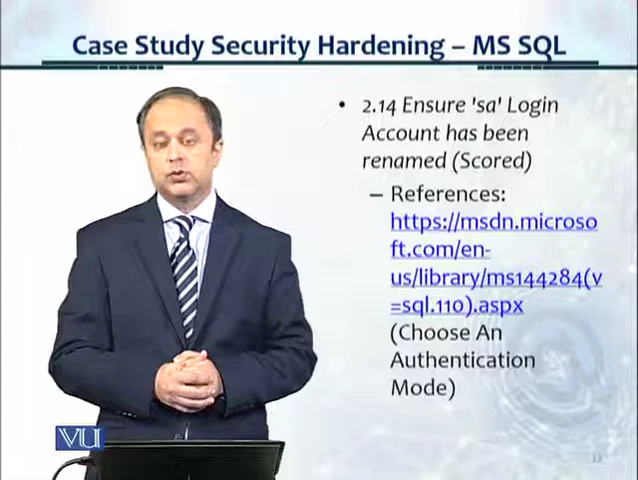 Case Study Security Hardening – MS SQL
• 2.14 Ensure 'sa' Login
Account has been
renamed (Scored)
– References:
https://msdn.microso
ft.com/en-
us/library/ms144284(v
=sql.110).aspx
(Choose An
Authentication
Mode)
VU